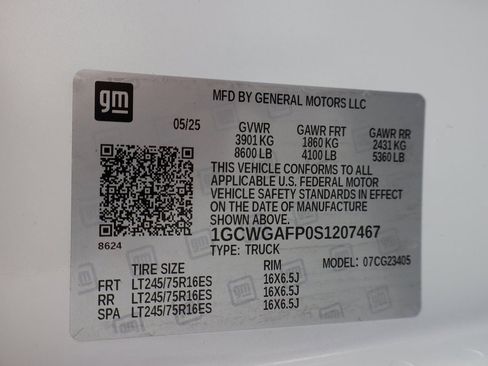 gm
MFD BY GENERAL MOTORS LLC
05/25 GVWR GAWR FRT GAWR RR
3901 KG 1860 KG 2431 KG
8600 LB 4100 LB 5360 LB
THIS VEHICLE CONFORMS TO ALL
APPLICABLE U.S. FEDERAL MOTOR
VEHICLE SAFETY STANDARDS IN EFFECT
ON THE DATE OF MANUFACTURE
SHOWN ABOVE.
8624
1GCWGAFP0S1207467
TYPE: TRUCK
TIRE SIZE RIM MODEL: 07CG23405
FRT LT245/75R16ES 16X6.5J
RR LT245/75R16ES 16X6.5J
SPA LT245/75R16ES 16X6.5J